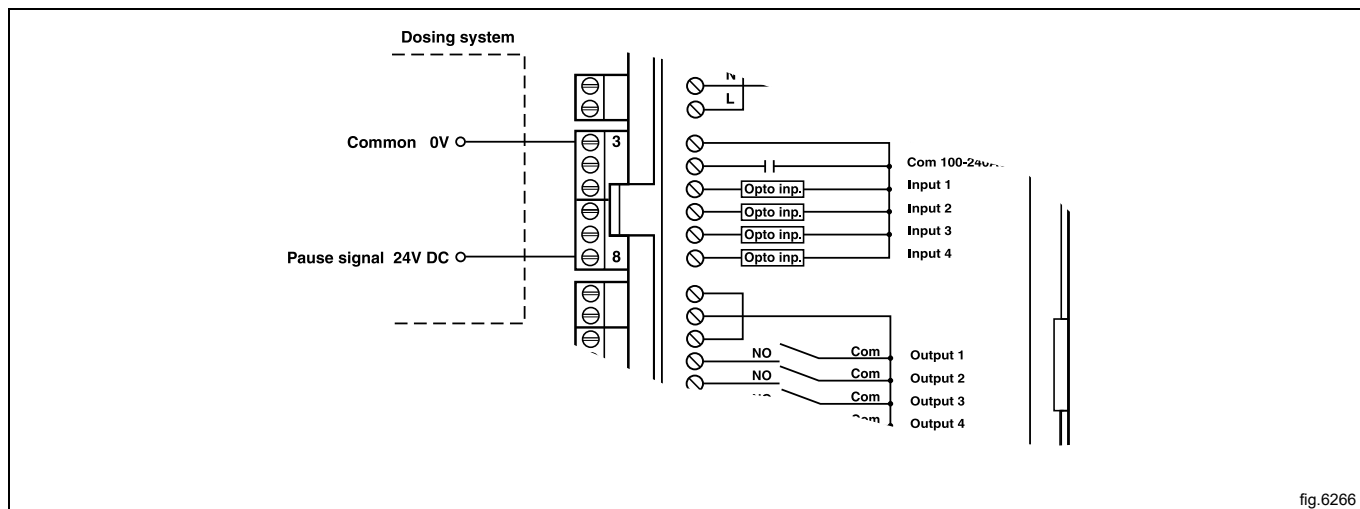 Dosing system
N
L
Common 0V
3
Com
Input 1
Opto inp.
Input 2
Opto inp.
Input 3
Opto inp.
Input 4
Opto inp.
Pause signal 24V DC
8
NO Com Output 1
NO Com Output 2
Com Output 3
Output 4
fig.6266